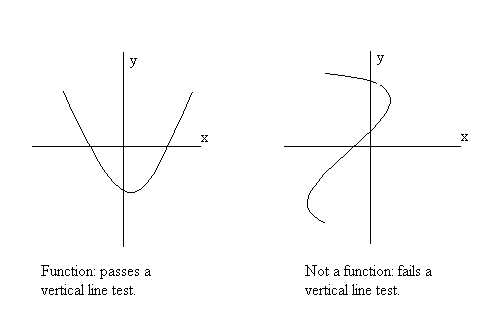 y
x
Function: passes a
vertical line test.
y
x
Not a function: fails a
vertical line test.